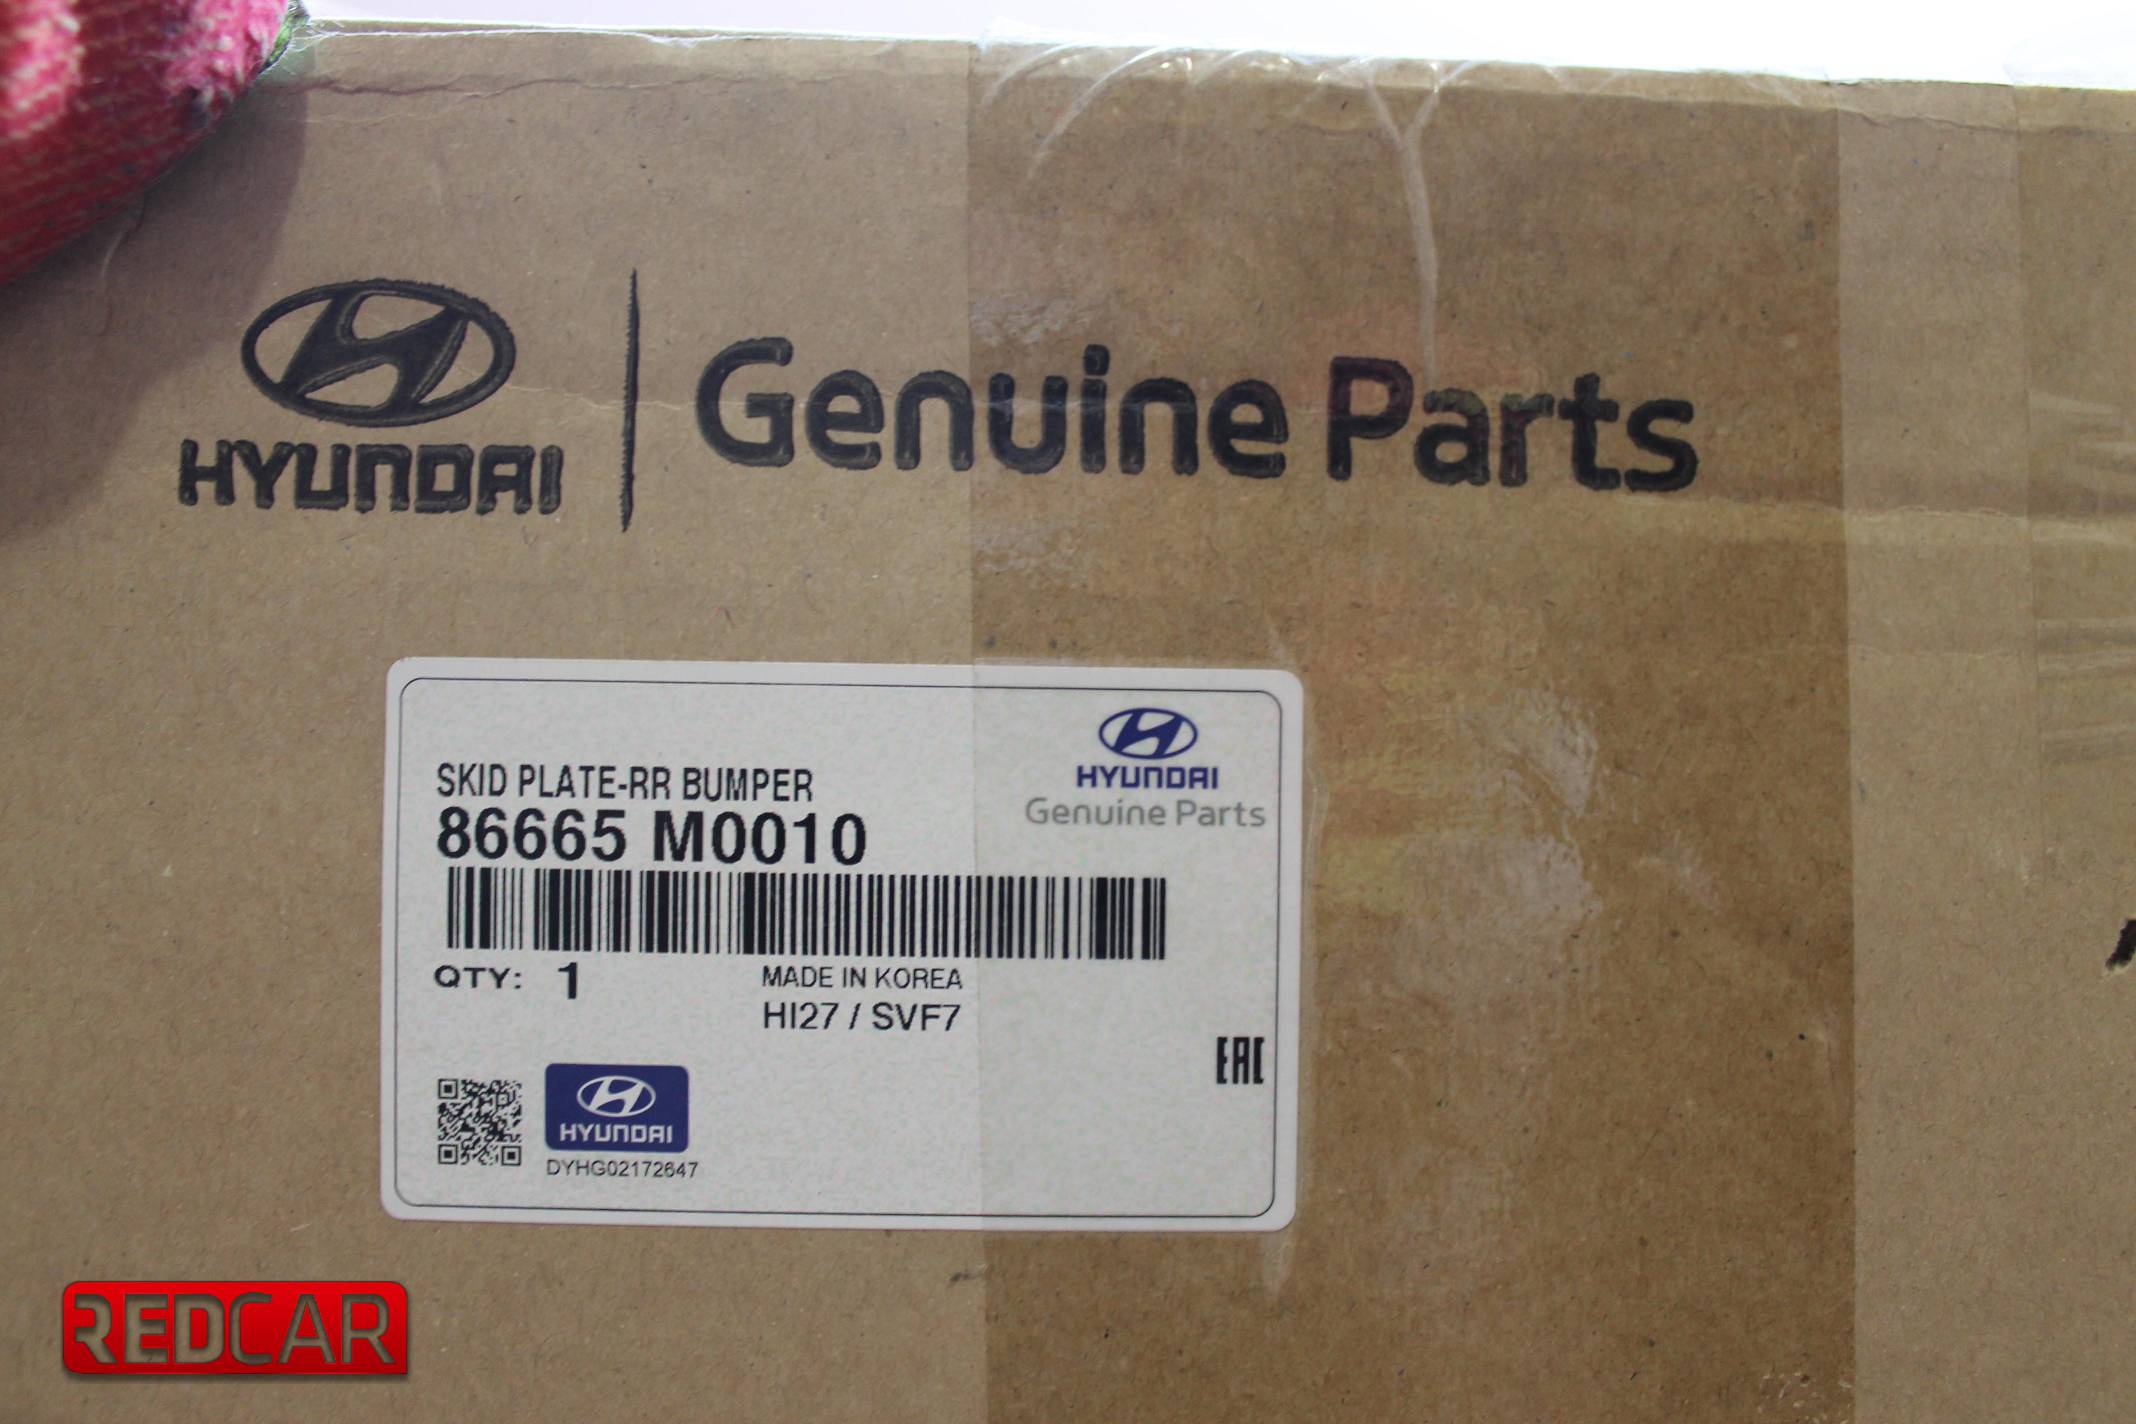 HYUNDAI
Genuine Parts
HYUNDAI
Genuine Parts
SKID PLATE-RR BUMPER
86665 M0010
QTY: 1
MADE IN KOREA
HI27 / SVF7
EAC
HYUNDAI
DYHG02172647
REDCAR